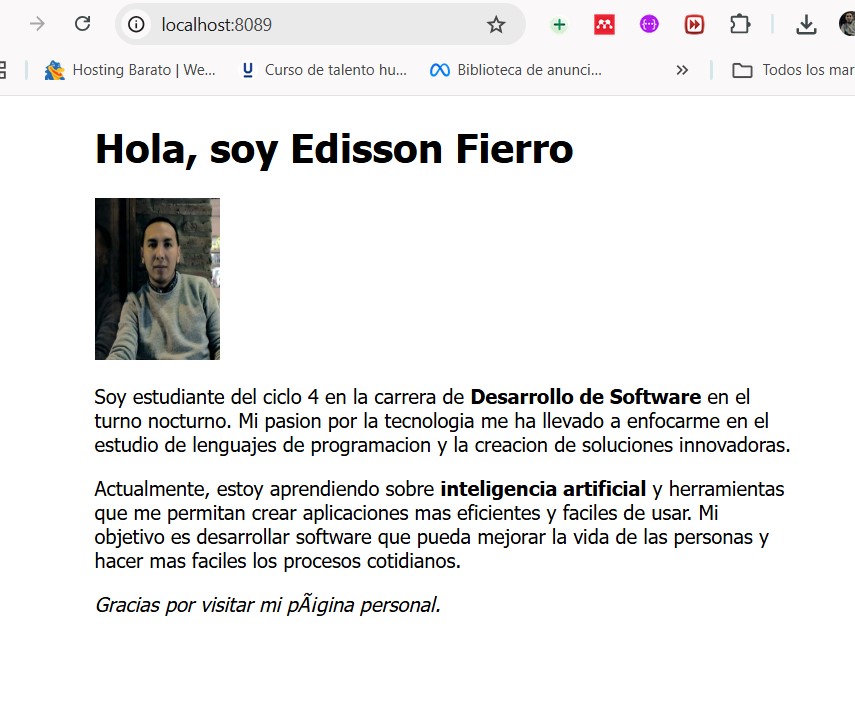 localhost:8089
Hosting Barato | We...
Curso de talento hu...
Biblioteca de anunci...
Todos los mar
Hola, soy Edisson Fierro
Soy estudiante del ciclo 4 en la carrera de Desarrollo de Software en el
turno nocturno. Mi pasion por la tecnologia me ha llevado a enfocarme en el
estudio de lenguajes de programacion y la creacion de soluciones innovadoras.
Actualmente, estoy aprendiendo sobre inteligencia artificial y herramientas
que me permitan crear aplicaciones mas eficientes y faciles de usar. Mi
objetivo es desarrollar software que pueda mejorar la vida de las personas y
hacer mas faciles los procesos cotidianos.
Gracias por visitar mi pÃ¡gina personal.